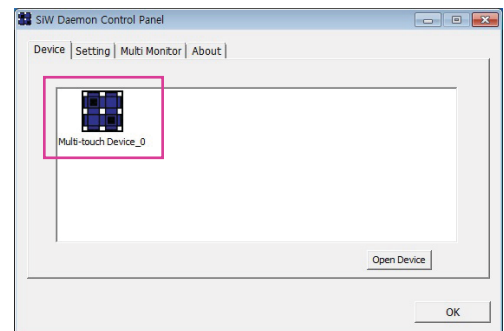 SiW Daemon Control Panel
Device Setting Multi Monitor About
Multi-touch Device_0
Open Device
OK